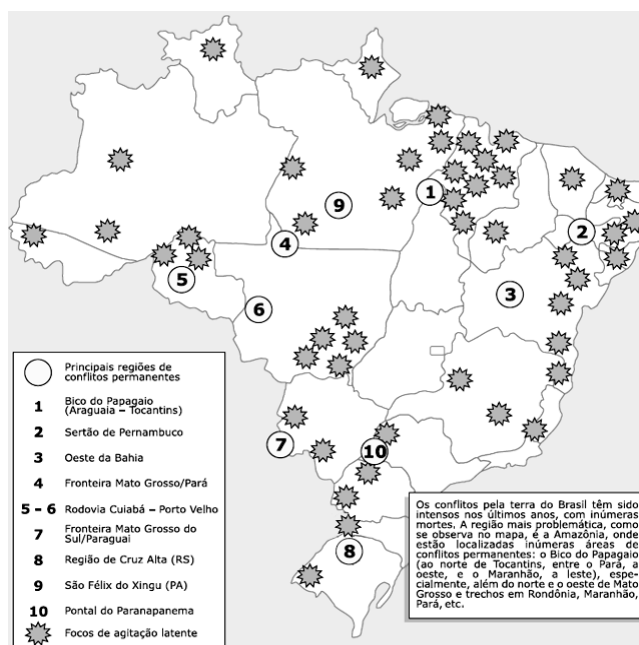 9
1
2
4
5
3
6
7
10
8
Principais regiões de
conflitos permanentes
1 Bico do Papagaio
(Araguaia – Tocantins)
2 Sertão de Pernambuco
3 Oeste da Bahia
4 Fronteira Mato Grosso/Pará
5 - 6 Rodovia Cuiabá – Porto Velho
7 Fronteira Mato Grosso do
Sul/Paraguai
8 Região de Cruz Alta (RS)
9 São Félix do Xingu (PA)
10 Pontal do Paranapanema
Focos de agitação latente
Os conflitos pela terra do Brasil têm sido
intensos nos últimos anos, com inúmeras
mortes. A região mais problemática, como
se observa no mapa, é a Amazônia, onde
estão localizadas inúmeras áreas de
conflitos permanentes: o Bico do Papagaio
(ao norte de Tocantins, entre o Pará, a
oeste, e o Maranhão, a leste), espe-
cialmente, além do norte e o oeste de Mato
Grosso e trechos em Rondônia, Maranhão,
Pará, etc.